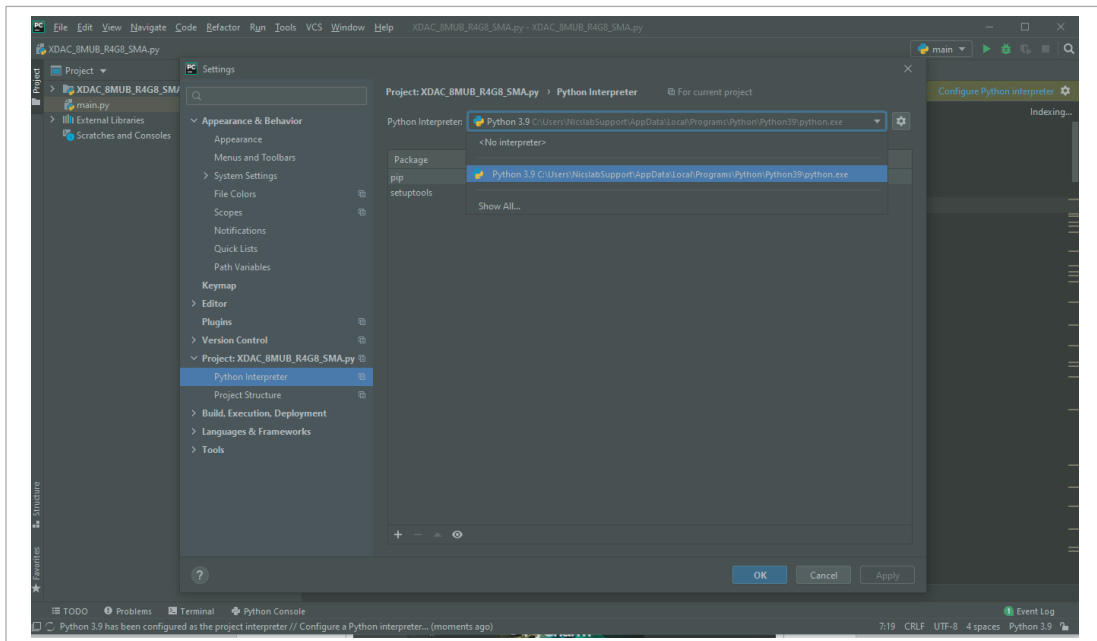 PC File Edit View Navigate Code Refactor Run Tools VCS Window Help XDAC_8MUB_R4G8_SMA.py - XDAC_8MUB_R4G8_SMA.py
XDAC_8MUB_R4G8_SMA.py main
Project
Project
XDAC_8MUB_R4G8_SMA
main.py
External Libraries
Scratches and Consoles
Structure
Favorites
PC Settings
Appearance & Behavior
Appearance
Menus and Toolbars
System Settings
File Colors
Scopes
Notifications
Quick Lists
Path Variables
Keymap
Editor
Plugins
Version Control
Project: XDAC_8MUB_R4G8_SMA.py
Python Interpreter
Project Structure
Build, Execution, Deployment
Languages & Frameworks
Tools
Project: XDAC_8MUB_R4G8_SMA.py › Python Interpreter For current project
Python Interpreter: Python 3.9 C:\Users\NicslabSupport\AppData\Local\Programs\Python\Python39\python.exe
<No interpreter>
Python 3.9 C:\Users\NicslabSupport\AppData\Local\Programs\Python\Python39\python.exe
Show All...
Package
pip
setuptools
? OK Cancel Apply
Configure Python interpreter
Indexing...
TODO Problems Terminal Python Console 1 Event Log
Python 3.9 has been configured as the project interpreter // Configure a Python interpreter... (moments ago) 7:19 CRLF UTF-8 4 spaces Python 3.9